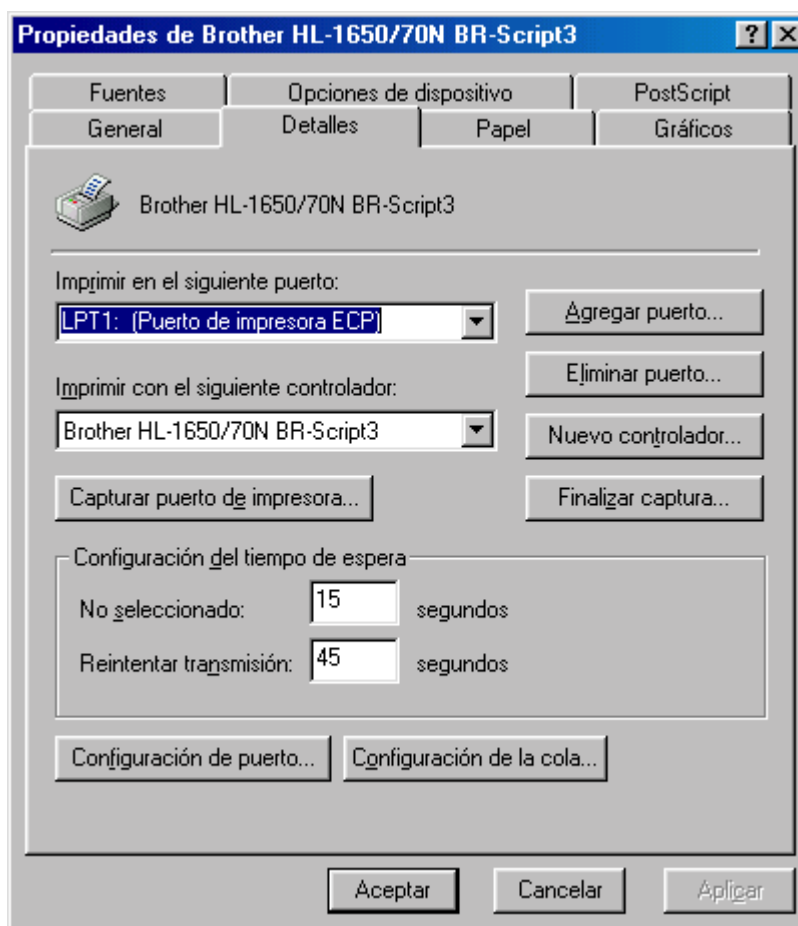 Propiedades de Brother HL-1650/70N BR-Script3
Fuentes
Opciones de dispositivo
PostScript
General
Detalles
Papel
Gráficos
Brother HL-1650/70N BR-Script3
Imprimir en el siguiente puerto:
LPT1: (Puerto de impresora ECP)
Agregar puerto...
Eliminar puerto...
Imprimir con el siguiente controlador:
Brother HL-1650/70N BR-Script3
Nuevo controlador...
Capturar puerto de impresora...
Finalizar captura...
Configuración del tiempo de espera
No seleccionado: 15 segundos
Reintentar transmisión: 45 segundos
Configuración de puerto...
Configuración de la cola...
Aceptar
Cancelar
Aplicar